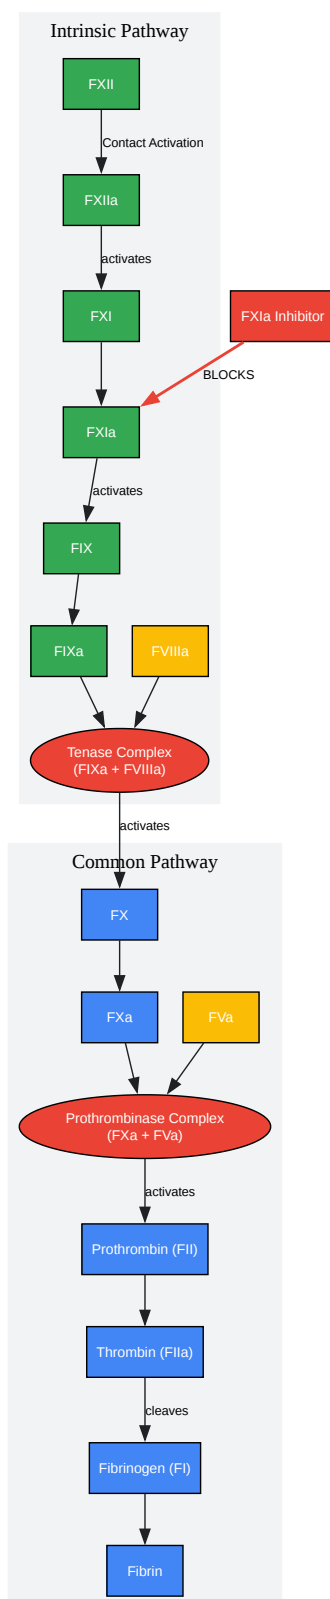 Intrinsic Pathway
FXII
Contact Activation
FXIIa
activates
FXI
FXIa Inhibitor
BLOCKS
FXIa
activates
FIX
FIXa
FVIIIa
Tenase Complex
(FIXa + FVIIIa)
activates
Common Pathway
FX
FXa
FVa
Prothrombinase Complex
(FXa + FVa)
activates
Prothrombin (FII)
Thrombin (FIIa)
cleaves
Fibrinogen (FI)
Fibrin